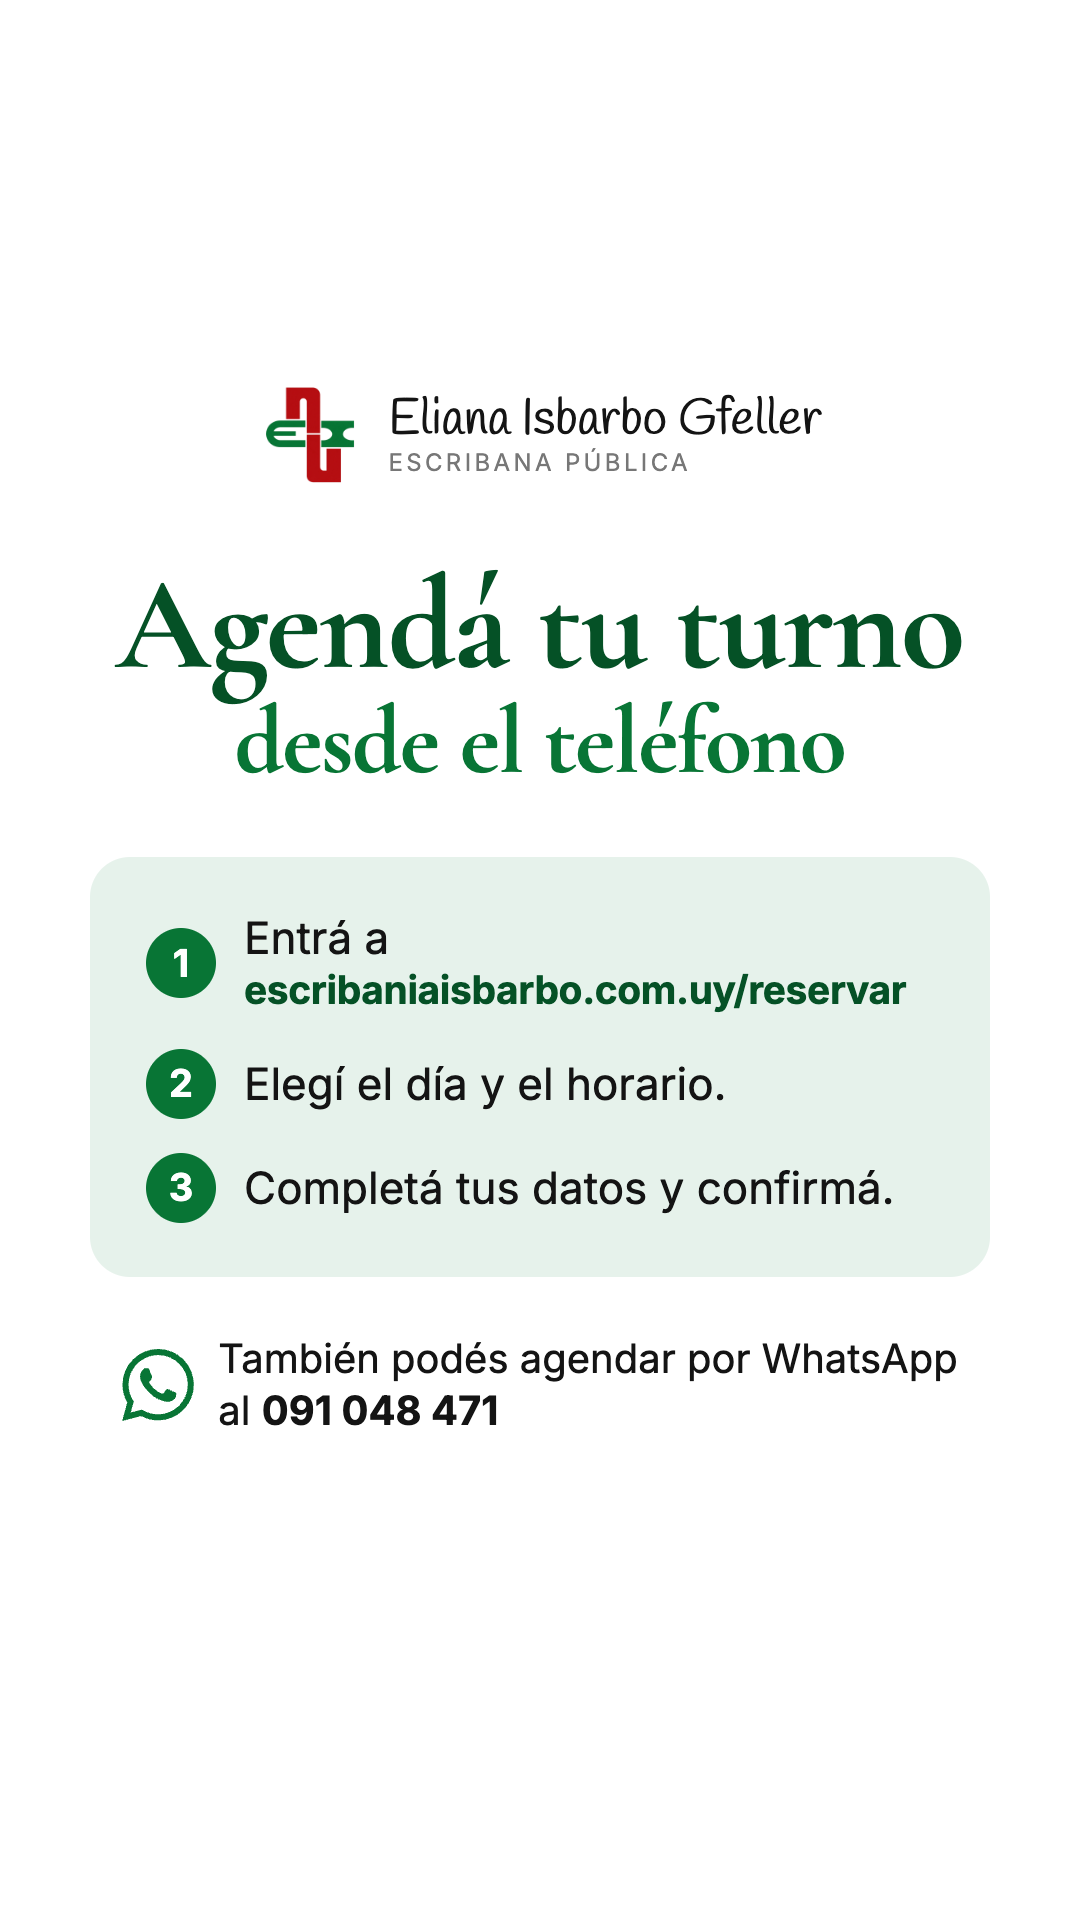 Eliana Isbarbo Gfeller
ESCRIBANA PÚBLICA
Agendá tu turno
desde el teléfono
1 Entrá a
escribaniaisbarbo.com.uy/reservar
2 Elegí el día y el horario.
3 Completá tus datos y confirmá.
También podés agendar por WhatsApp
al 091 048 471